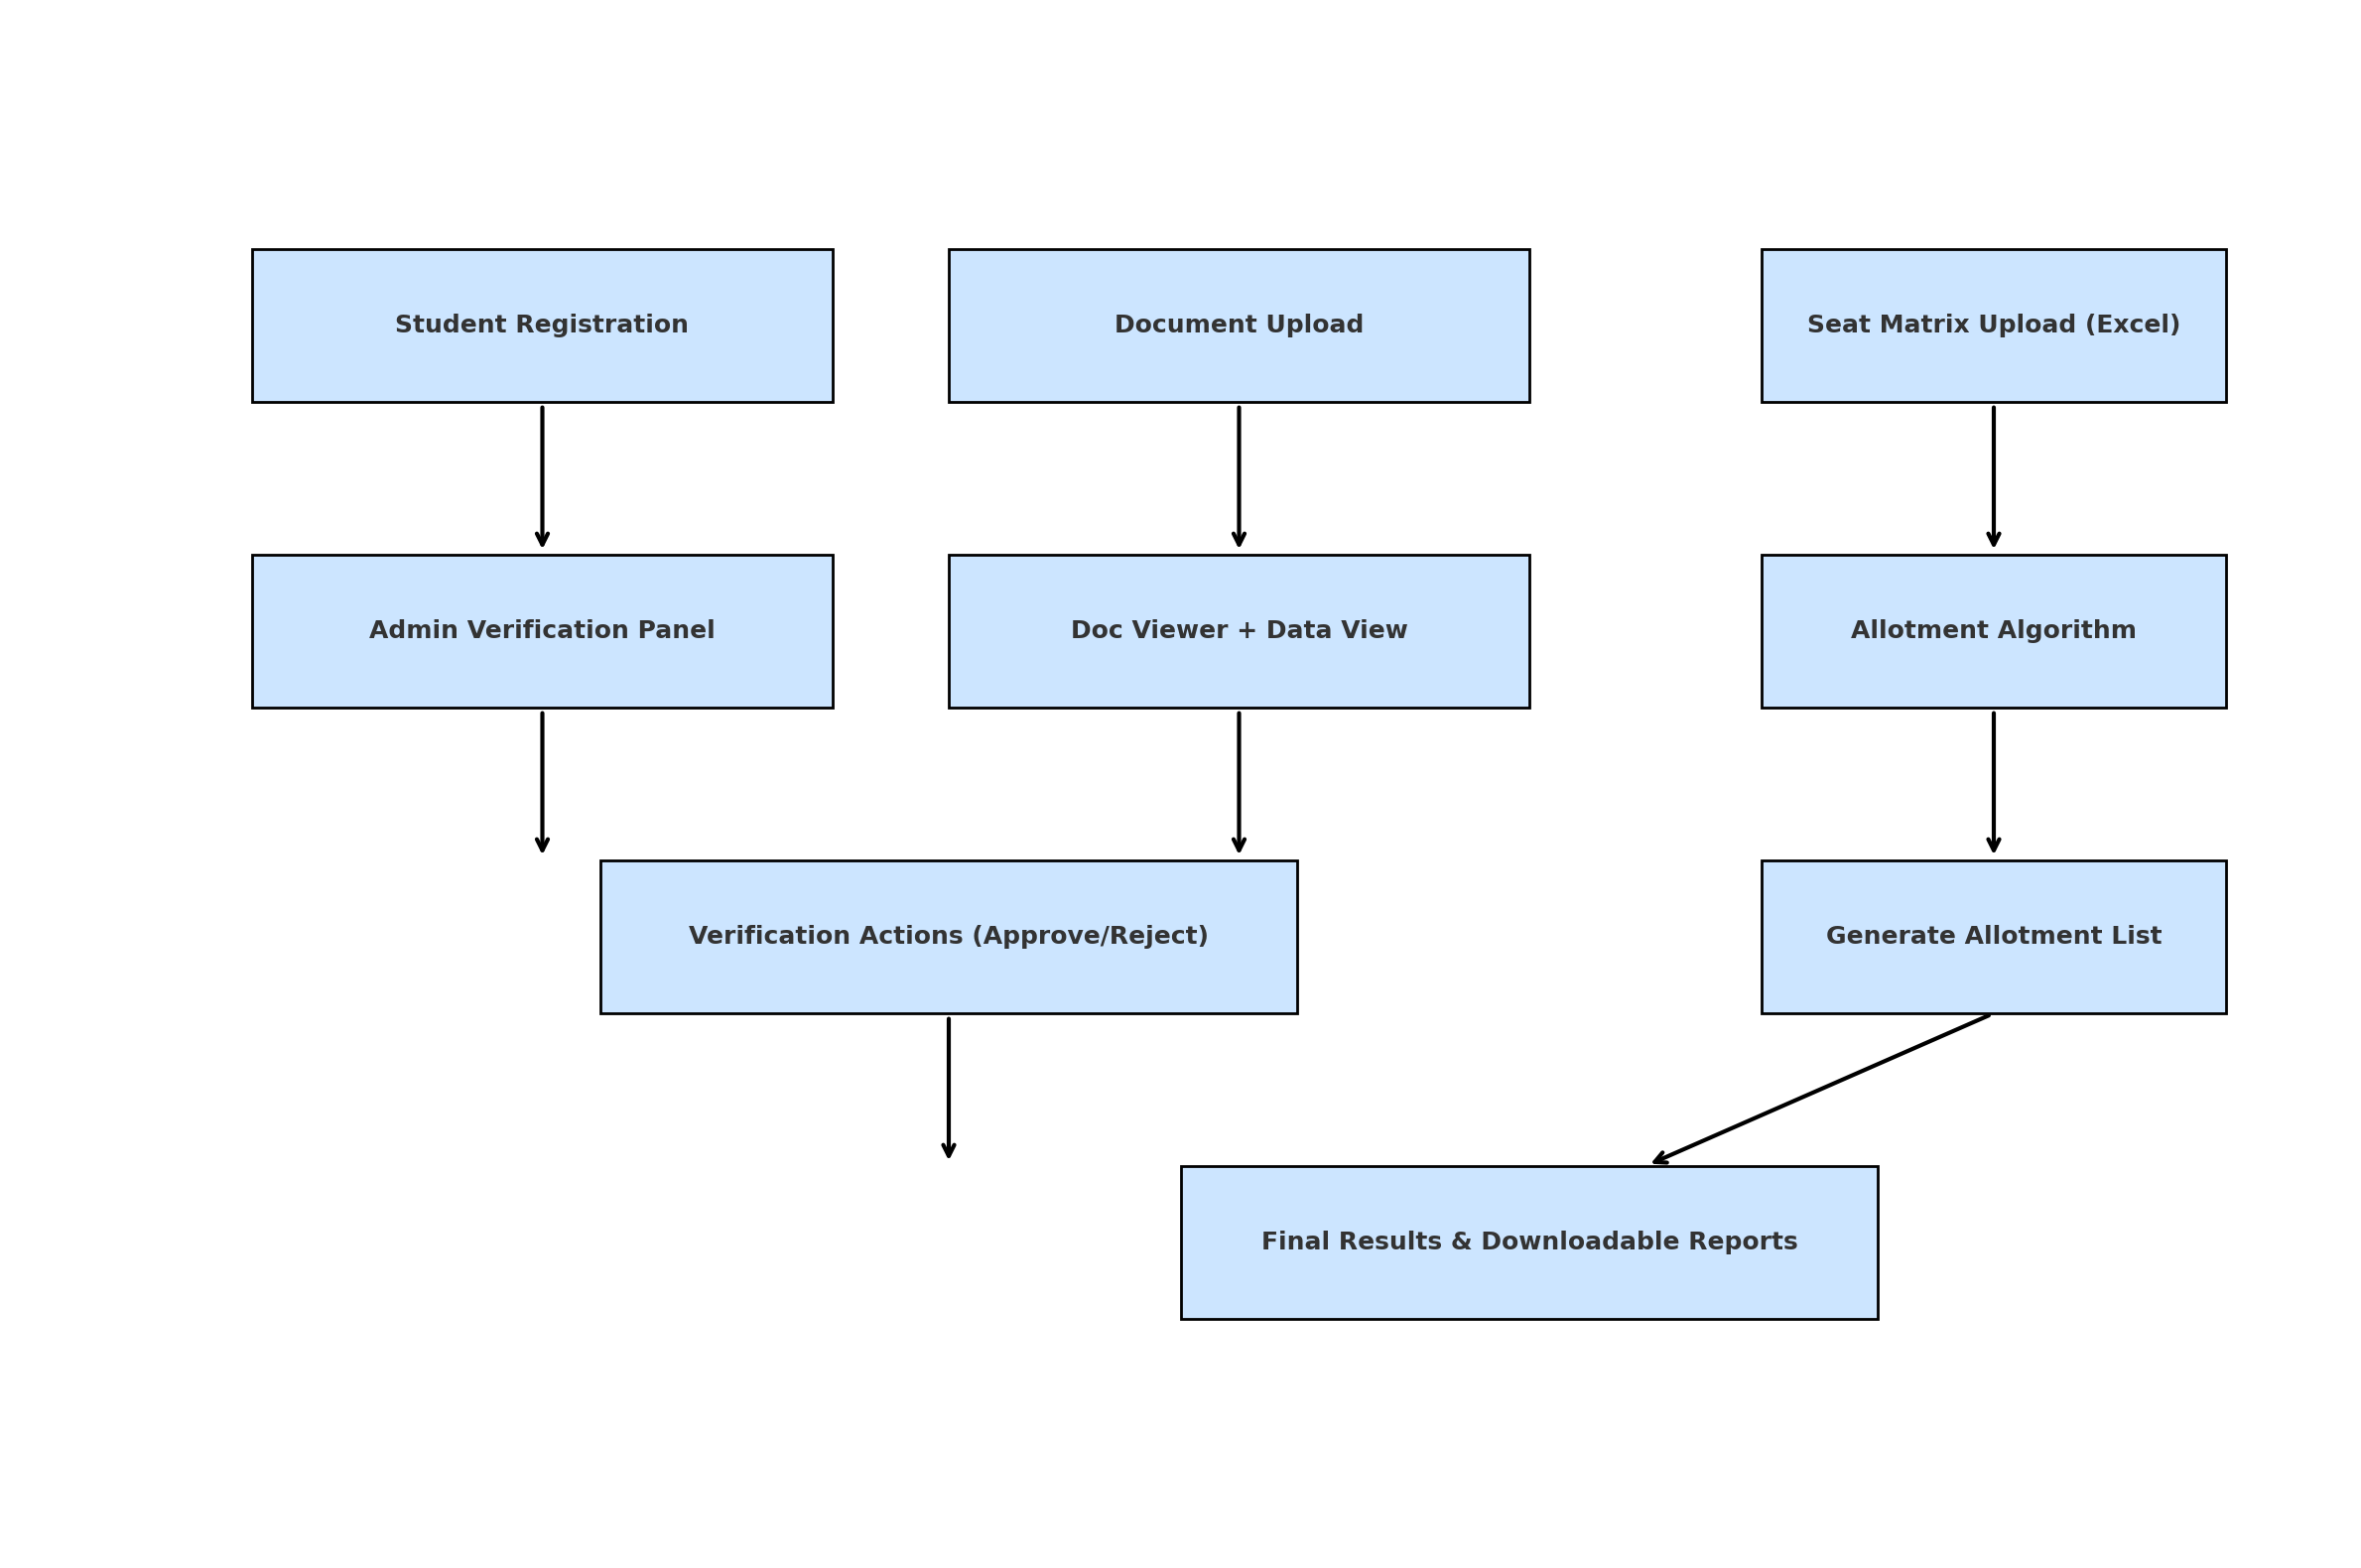 Student Registration
Document Upload
Seat Matrix Upload (Excel)
Admin Verification Panel
Doc Viewer + Data View
Allotment Algorithm
Verification Actions (Approve/Reject)
Generate Allotment List
Final Results & Downloadable Reports